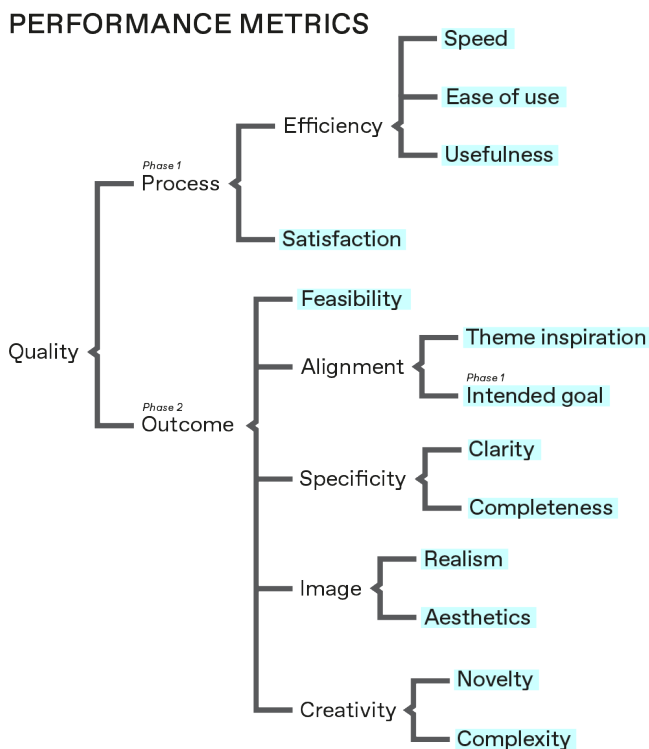 PERFORMANCE METRICS
Speed
Ease of use
Efficiency
Usefulness
Phase 1
Process
Satisfaction
Feasibility
Theme inspiration
Quality
Alignment
Phase 1
Intended goal
Phase 2
Outcome
Clarity
Specificity
Completeness
Realism
Image
Aesthetics
Novelty
Creativity
Complexity